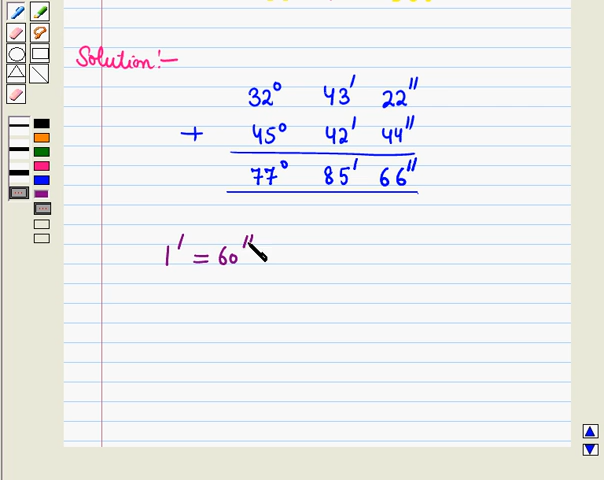 Solution:-
32° 43' 22"
+ 45° 42' 44"
77° 85' 66"
1' = 60"